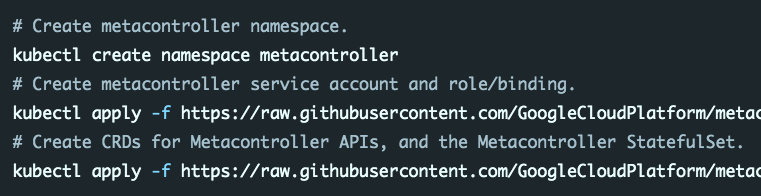 # Create metacontroller namespace.
kubectl create namespace metacontroller
# Create metacontroller service account and role/binding.
kubectl apply -f https://raw.githubusercontent.com/GoogleCloudPlatform/metac
# Create CRDs for Metacontroller APIs, and the Metacontroller StatefulSet.
kubectl apply -f https://raw.githubusercontent.com/GoogleCloudPlatform/metac